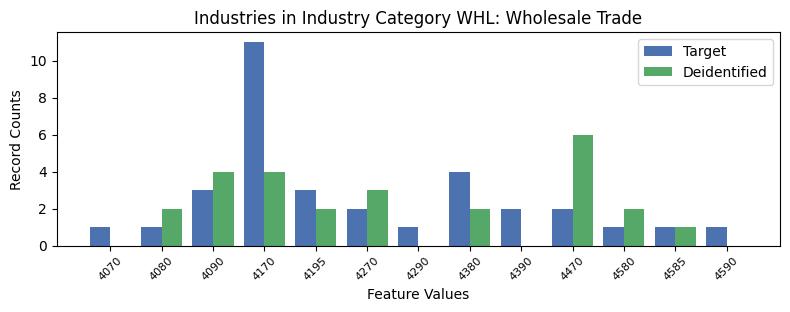 Industries in Industry Category WHL: Wholesale Trade
Target
Deidentified
Record Counts
10
8
6
4
2
0
4070 4080 4090 4170 4195 4270 4290 4380 4390 4470 4580 4585 4590
Feature Values